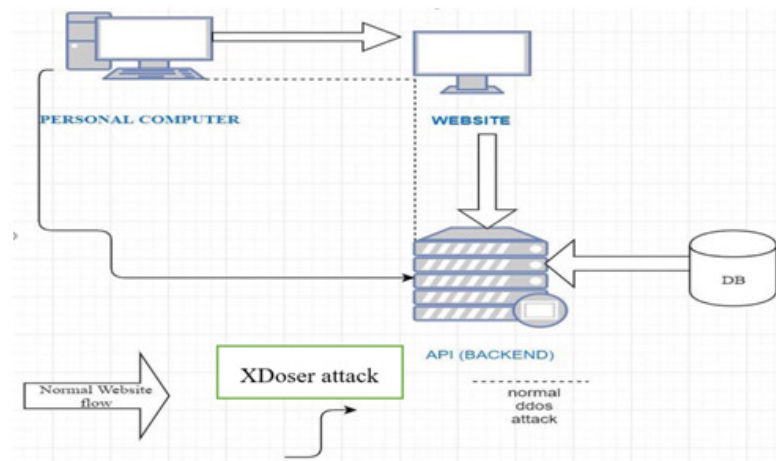 PERSONAL COMPUTER
WEBSITE
DB
API (BACKEND)
Normal Website
flow
XDoser attack
normal
ddos
attack